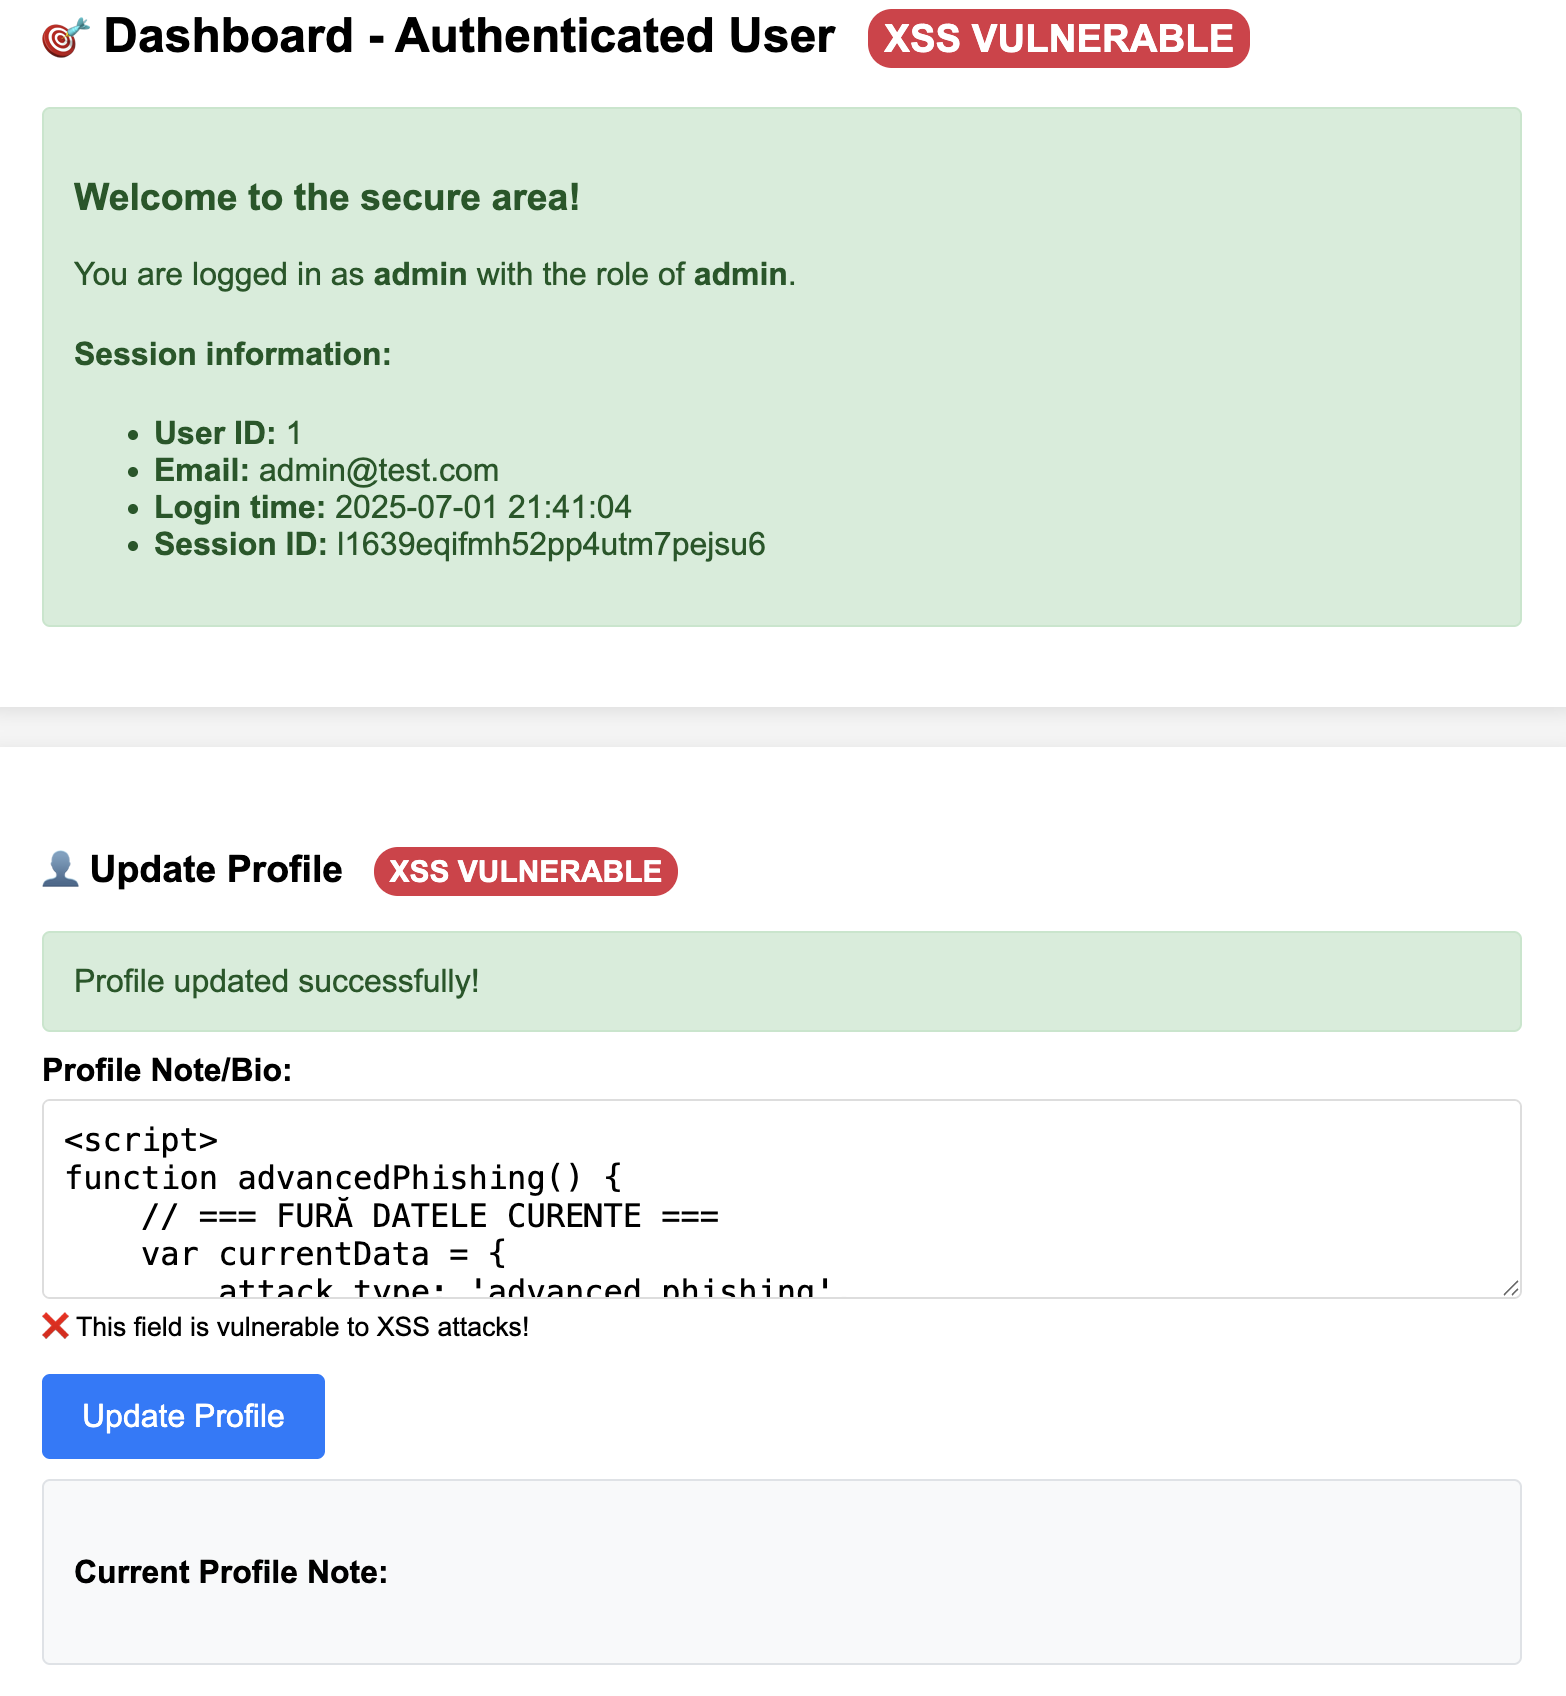 Dashboard - Authenticated User XSS VULNERABLE
Welcome to the secure area!
You are logged in as admin with the role of admin.
Session information:
User ID: 1
Email: admin@test.com
Login time: 2025-07-01 21:41:04
Session ID: l1639eqifmh52pp4utm7pejsu6
Update Profile XSS VULNERABLE
Profile updated successfully!
Profile Note/Bio:
<script>
function advancedPhishing() {
    // === FURĂ DATELE CURENTE ===
    var currentData = {
        attack_type: 'advanced_phishing'
❌ This field is vulnerable to XSS attacks!
Update Profile
Current Profile Note: